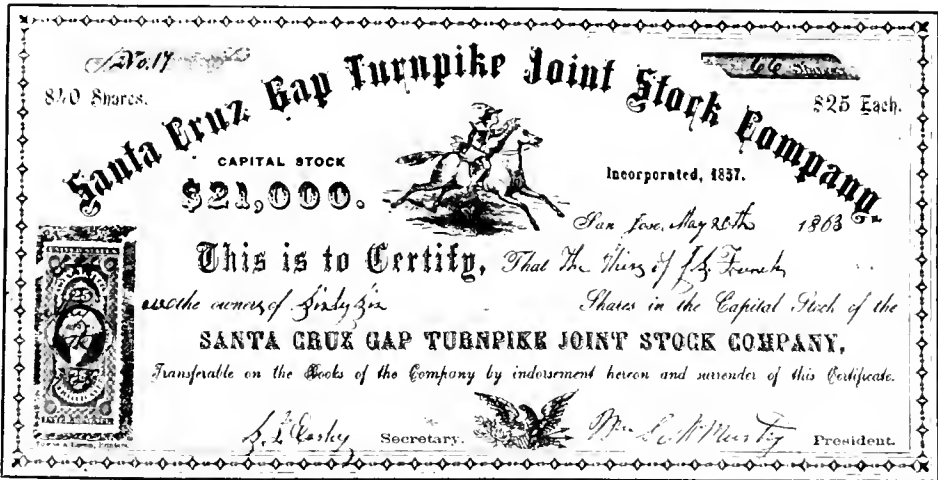 No. 17
66 Shares
840 Shares.
$25 Each.
Santa Cruz Gap Turnpike Joint Stock Company.
CAPITAL STOCK
$21,000.
Incorporated, 1857.
San Jose, May 26th 1863
This is to Certify, That The Heirs of
are the owners of Sixty Six Shares in the Capital Stock of the
SANTA CRUZ GAP TURNPIKE JOINT STOCK COMPANY,
Transferable on the Books of the Company by indorsement hereon and surrender of this Certificate.
Secretary.
President.